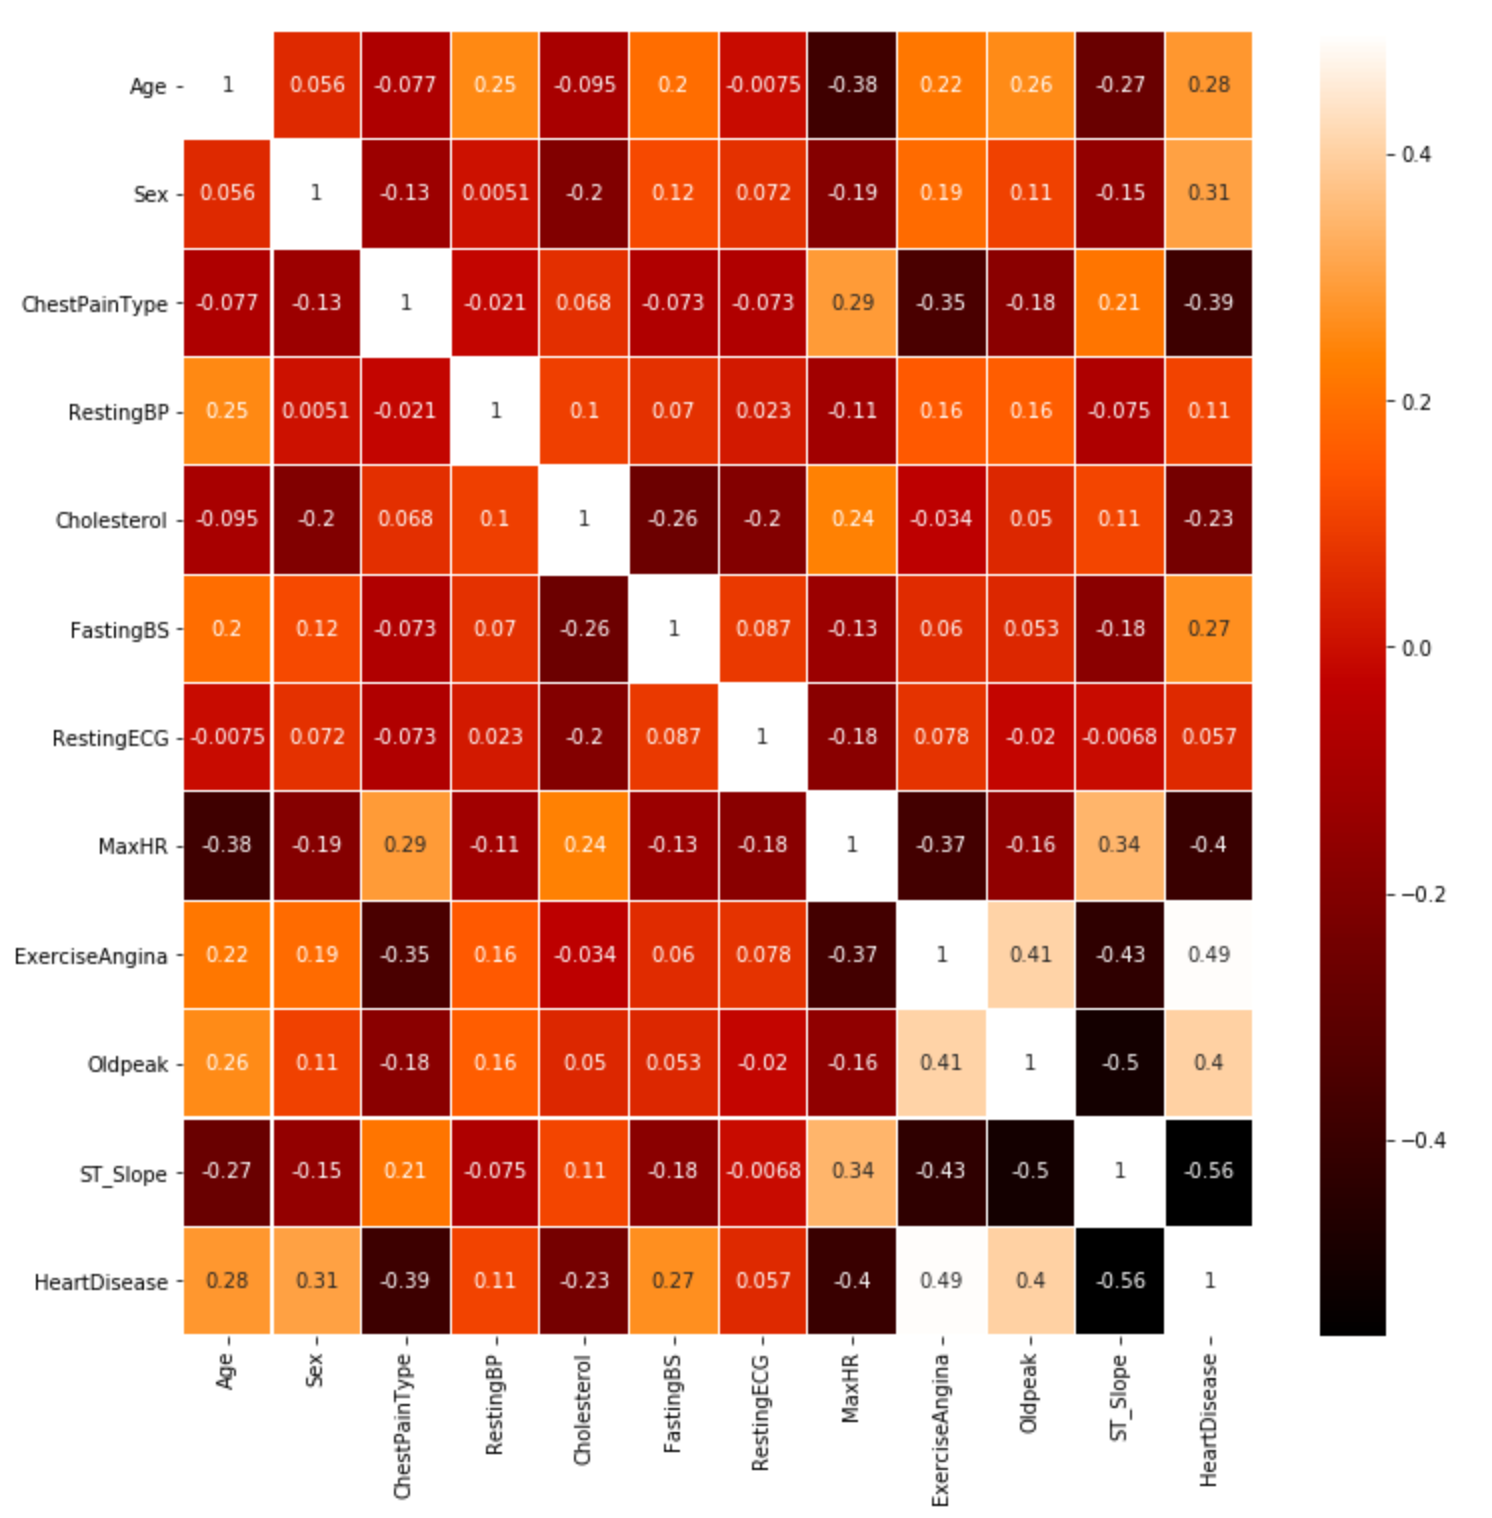 Age 1 0.056 -0.077 0.25 -0.095 0.2 -0.0075 -0.38 0.22 0.26 -0.27 0.28
0.4
Sex 0.056 1 -0.13 0.0051 -0.2 0.12 0.072 -0.19 0.19 0.11 -0.15 0.31
ChestPainType -0.077 -0.13 1 -0.021 0.068 -0.073 -0.073 0.29 -0.35 -0.18 0.21 -0.39
RestingBP 0.25 0.0051 -0.021 1 0.1 0.07 0.023 -0.11 0.16 0.16 -0.075 0.11
0.2
Cholesterol -0.095 -0.2 0.068 0.1 1 -0.26 -0.2 0.24 -0.034 0.05 0.11 -0.23
FastingBS 0.2 0.12 -0.073 0.07 -0.26 1 0.087 -0.13 0.06 0.053 -0.18 0.27
0.0
RestingECG -0.0075 0.072 -0.073 0.023 -0.2 0.087 1 -0.18 0.078 -0.02 -0.0068 0.057
MaxHR -0.38 -0.19 0.29 -0.11 0.24 -0.13 -0.18 1 -0.37 -0.16 0.34 -0.4
−0.2
ExerciseAngina 0.22 0.19 -0.35 0.16 -0.034 0.06 0.078 -0.37 1 0.41 -0.43 0.49
Oldpeak 0.26 0.11 -0.18 0.16 0.05 0.053 -0.02 -0.16 0.41 1 -0.5 0.4
−0.4
ST_Slope -0.27 -0.15 0.21 -0.075 0.11 -0.18 -0.0068 0.34 -0.43 -0.5 1 -0.56
HeartDisease 0.28 0.31 -0.39 0.11 -0.23 0.27 0.057 -0.4 0.49 0.4 -0.56 1
Age
Sex
ChestPainType
RestingBP
Cholesterol
FastingBS
RestingECG
MaxHR
ExerciseAngina
Oldpeak
ST_Slope
HeartDisease